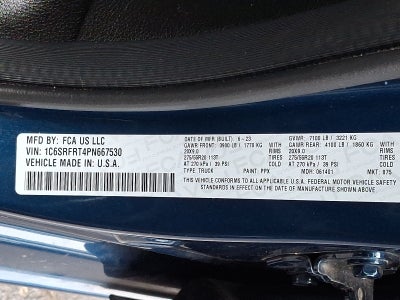 MFD BY: FCA US LLC
VIN: 1C6SRFRT4PN667530
VEHICLE MADE IN: U.S.A.
DATE OF MFR (BUILT): 6-23 GVWR: 7100 LB / 3221 KG
GAWR FRONT: 3900 LB / 1770 KG WITH GAWR REAR: 4100 LB / 1860 KG WITH
20X9.0 RIMS 20X9.0 RIMS
275/55R20 113T TIRES 275/55R20 113T TIRES
AT 270 kPa / 39 PSI COLD AT 270 kPa / 39 PSI COLD
TYPE: TRUCK PAINT: PPX MDH: 061401 MKT: 875
THIS VEHICLE CONFORMS TO ALL APPLICABLE U.S.A. FEDERAL MOTOR VEHICLE
SAFETY STANDARDS IN EFFECT ON THE DATE OF MANUFACTURE SHOWN ABOVE.